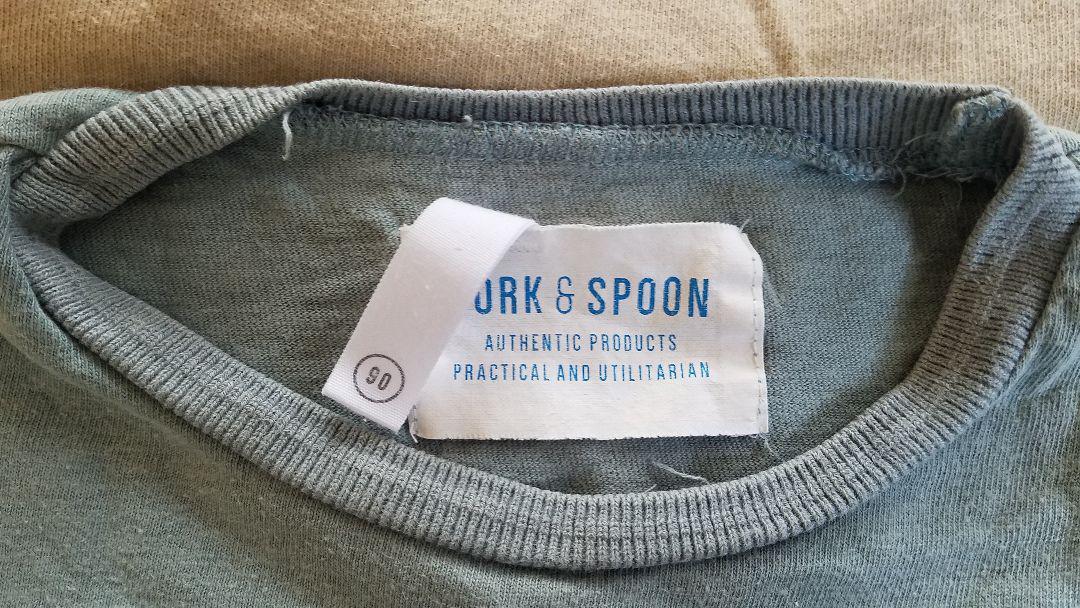 ORK & SPOON
AUTHENTIC PRODUCTS
PRACTICAL AND UTILITARIAN
90